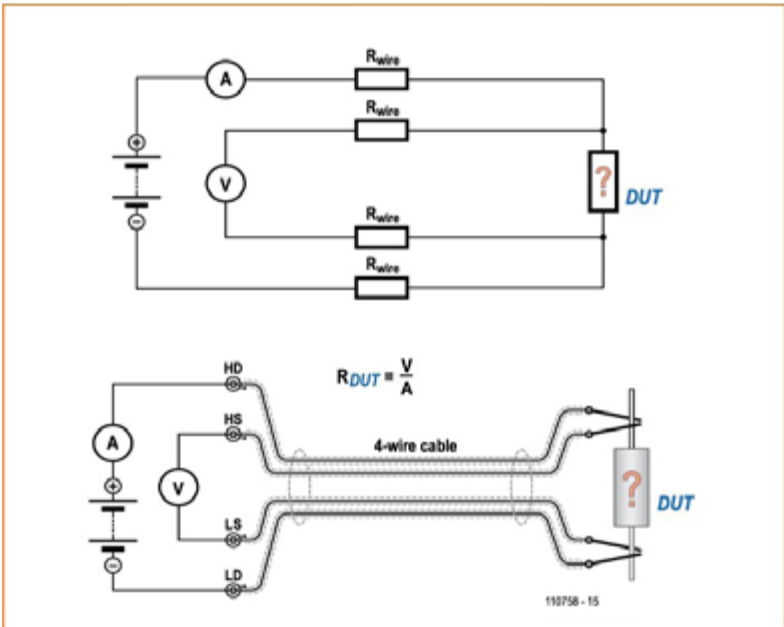 Rwire
A
Rwire
+
V
?
DUT
−
Rwire
Rwire
HD
RDUT = V/A
HS
A
4-wire cable
+
V
?
DUT
LS
−
LD
110758 - 15